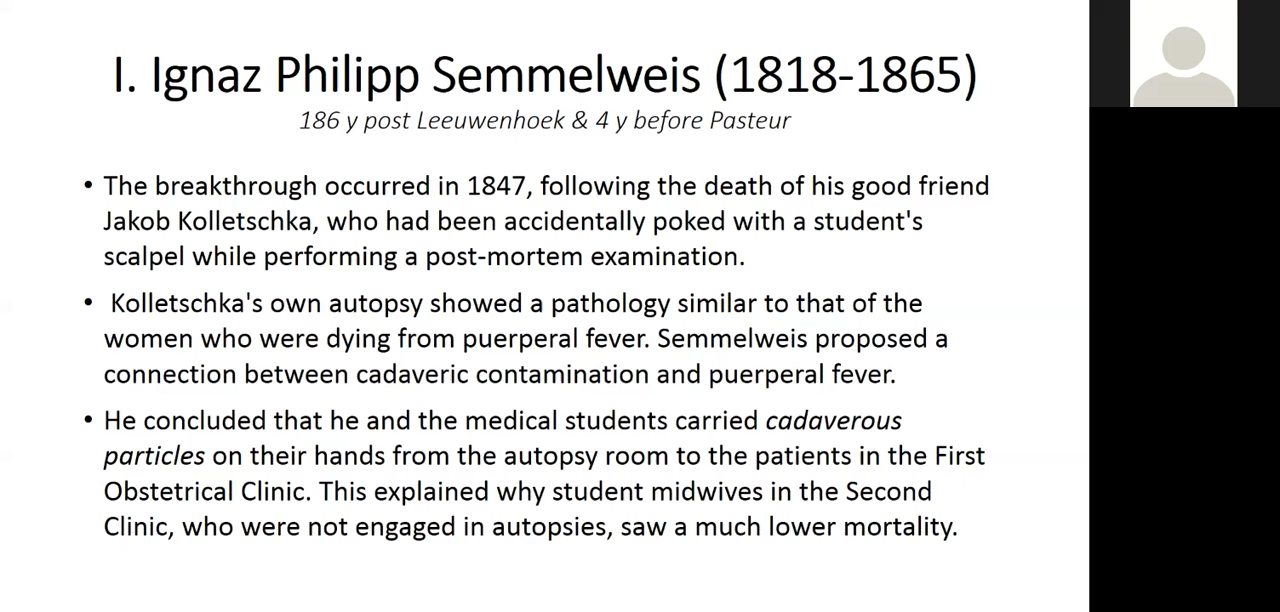 I. Ignaz Philipp Semmelweis (1818-1865)
186 y post Leeuwenhoek & 4 y before Pasteur
• The breakthrough occurred in 1847, following the death of his good friend
Jakob Kolletschka, who had been accidentally poked with a student's
scalpel while performing a post-mortem examination.
• Kolletschka's own autopsy showed a pathology similar to that of the
women who were dying from puerperal fever. Semmelweis proposed a
connection between cadaveric contamination and puerperal fever.
• He concluded that he and the medical students carried cadaverous
particles on their hands from the autopsy room to the patients in the First
Obstetrical Clinic. This explained why student midwives in the Second
Clinic, who were not engaged in autopsies, saw a much lower mortality.